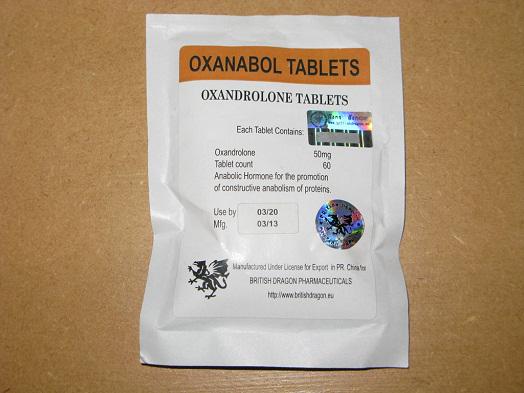 OXANABOL TABLETS
OXANDROLONE TABLETS
Each Tablet Contains:
Oxandrolone 50mg
Tablet count 60
Anabolic Hormone for the promotion
of constructive anabolism of proteins.
Use by 03/20
Mfg. 03/13
Manufactured Under License for Export in PR. China
BRITISH DRAGON PHARMACEUTICALS
http://www.britishdragon.eu